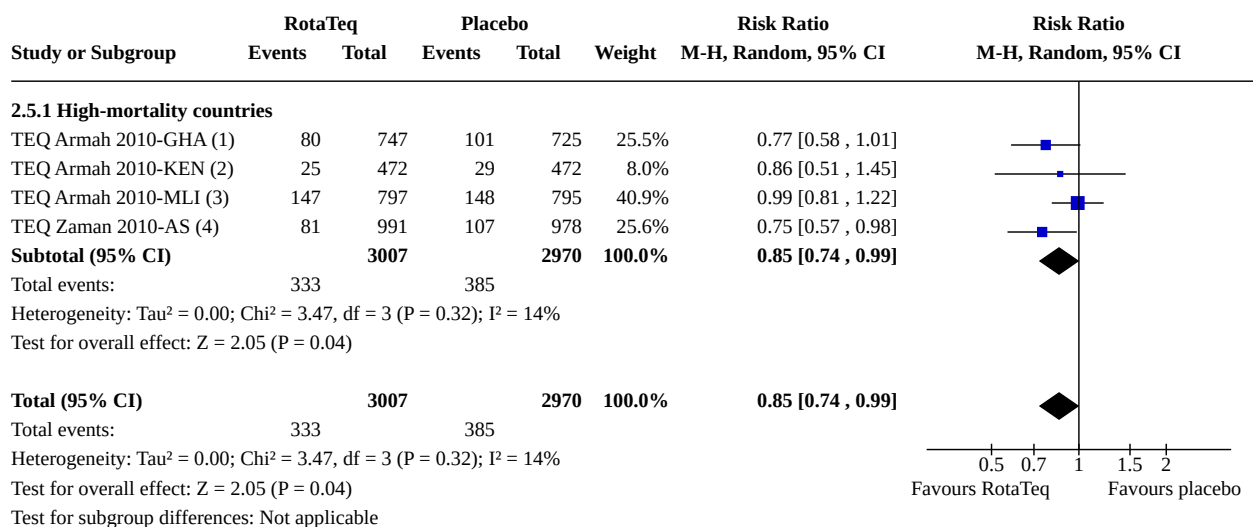 RotaTeq Placebo Risk Ratio Risk Ratio
Study or Subgroup Events Total Events Total Weight M-H, Random, 95% CI M-H, Random, 95% CI
2.5.1 High-mortality countries
TEQ Armah 2010-GHA (1) 80 747 101 725 25.5% 0.77 [0.58 , 1.01]
TEQ Armah 2010-KEN (2) 25 472 29 472 8.0% 0.86 [0.51 , 1.45]
TEQ Armah 2010-MLI (3) 147 797 148 795 40.9% 0.99 [0.81 , 1.22]
TEQ Zaman 2010-AS (4) 81 991 107 978 25.6% 0.75 [0.57 , 0.98]
Subtotal (95% CI) 3007 2970 100.0% 0.85 [0.74 , 0.99]
Total events: 333 385
Heterogeneity: Tau² = 0.00; Chi² = 3.47, df = 3 (P = 0.32); I² = 14%
Test for overall effect: Z = 2.05 (P = 0.04)
Total (95% CI) 3007 2970 100.0% 0.85 [0.74 , 0.99]
Total events: 333 385
Heterogeneity: Tau² = 0.00; Chi² = 3.47, df = 3 (P = 0.32); I² = 14%
Test for overall effect: Z = 2.05 (P = 0.04)
Test for subgroup differences: Not applicable
0.5 0.7 1 1.5 2
Favours RotaTeq Favours placebo